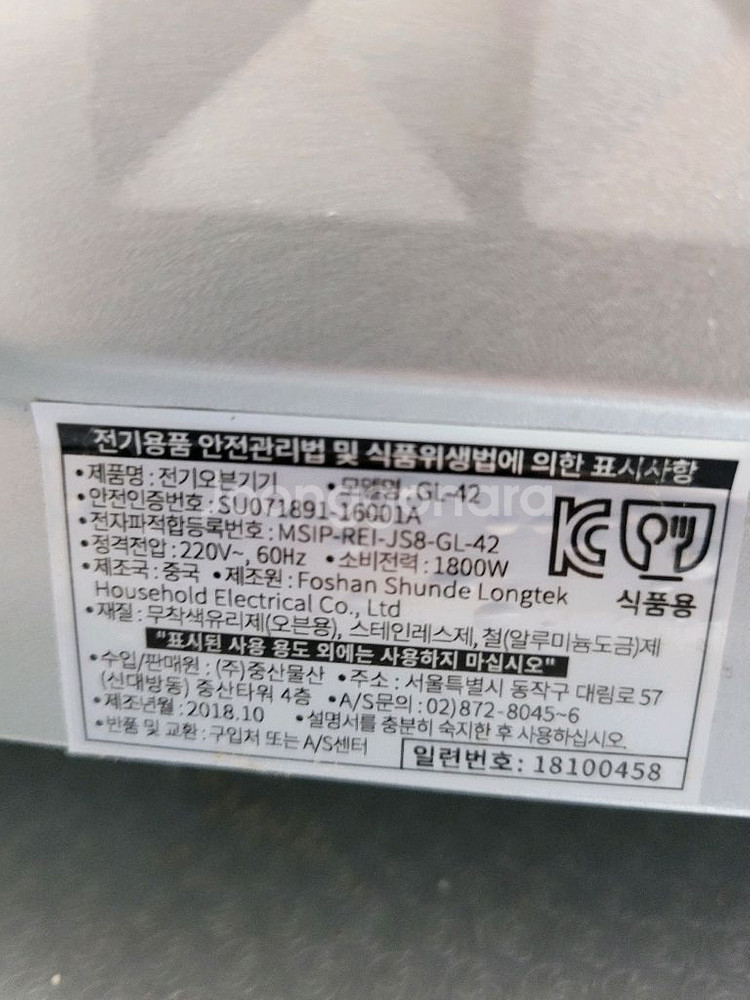 전기용품 안전관리법 및 식품위생법에 의한 표시사항
•제품명 : 전기오븐기기 •모델명 : GL-42
•안전인증번호 : SU071891-16001A
•전자파적합등록번호 : MSIP-REI-JS8-GL-42
•정격전압 : 220V~, 60Hz •소비전력 : 1800W
•제조국 : 중국 •제조원 : Foshan Shunde Longtek
Household Electrical Co., Ltd
식품용
•재질 : 무착색유리제(오븐용), 스테인레스제, 철(알루미늄도금)제
"표시된 사용 용도 외에는 사용하지 마십시오"
•수입/판매원 : (주)중산물산 •주소 : 서울특별시 동작구 대림로 57
(신대방동) 중산타워 4층 •A/S문의 : 02)872-8045~6
•제조년월 : 2018.10 •설명서를 충분히 숙지한 후 사용하십시오
•반품 및 교환 : 구입처 또는 A/S센터
일련번호: 18100458